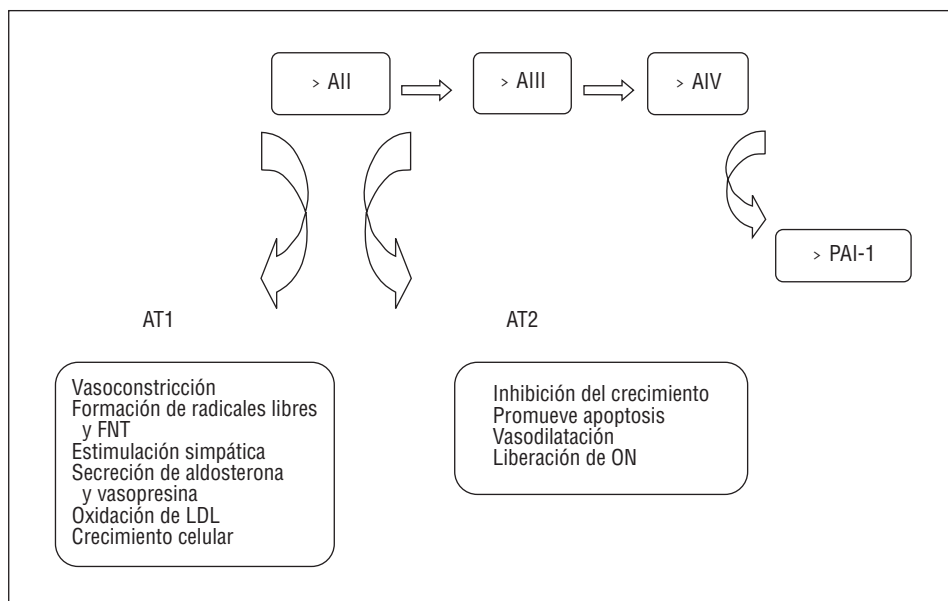 > AII
> AIII
> AIV
> PAI-1
AT1
AT2
Vasoconstricción
Formación de radicales libres
y FNT
Estimulación simpática
Secreción de aldosterona
y vasopresina
Oxidación de LDL
Crecimiento celular
Inhibición del crecimiento
Promueve apoptosis
Vasodilatación
Liberación de ON